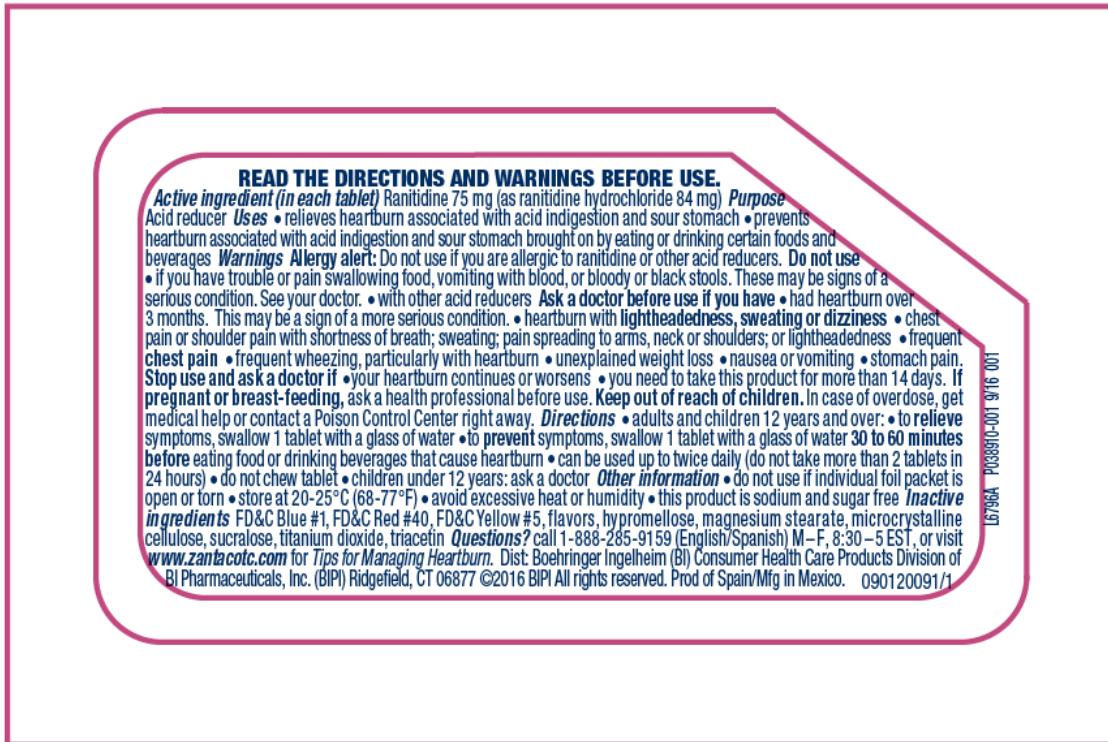 READ THE DIRECTIONS AND WARNINGS BEFORE USE.
Active ingredient (in each tablet) Ranitidine 75 mg (as ranitidine hydrochloride 84 mg) Purpose
Acid reducer Uses • relieves heartburn associated with acid indigestion and sour stomach • prevents
heartburn associated with acid indigestion and sour stomach brought on by eating or drinking certain foods and
beverages Warnings Allergy alert: Do not use if you are allergic to ranitidine or other acid reducers. Do not use
• if you have trouble or pain swallowing food, vomiting with blood, or bloody or black stools. These may be signs of a
serious condition. See your doctor. • with other acid reducers Ask a doctor before use if you have • had heartburn over
3 months. This may be a sign of a more serious condition. • heartburn with lightheadedness, sweating or dizziness • chest
pain or shoulder pain with shortness of breath; sweating; pain spreading to arms, neck or shoulders; or lightheadedness • frequent
chest pain • frequent wheezing, particularly with heartburn • unexplained weight loss • nausea or vomiting • stomach pain.
Stop use and ask a doctor if • your heartburn continues or worsens • you need to take this product for more than 14 days. If
pregnant or breast-feeding, ask a health professional before use. Keep out of reach of children. In case of overdose, get
medical help or contact a Poison Control Center right away. Directions • adults and children 12 years and over: • to relieve
symptoms, swallow 1 tablet with a glass of water • to prevent symptoms, swallow 1 tablet with a glass of water 30 to 60 minutes
before eating food or drinking beverages that cause heartburn • can be used up to twice daily (do not take more than 2 tablets in
24 hours) • do not chew tablet • children under 12 years: ask a doctor Other information • do not use if individual foil packet is
open or torn • store at 20-25°C (68-77°F) • avoid excessive heat or humidity • this product is sodium and sugar free Inactive
ingredients FD&C Blue #1, FD&C Red #40, FD&C Yellow #5, flavors, hypromellose, magnesium stearate, microcrystalline
cellulose, sucralose, titanium dioxide, triacetin Questions? call 1-888-285-9159 (English/Spanish) M–F, 8:30–5 EST, or visit
www.zantacotc.com for Tips for Managing Heartburn. Dist: Boehringer Ingelheim (BI) Consumer Health Care Products Division of
BI Pharmaceuticals, Inc. (BIPI) Ridgefield, CT 06877 ©2016 BIPI All rights reserved. Prod of Spain/Mfg in Mexico. 090120091/1
L6796A P038910-001 9/16 001